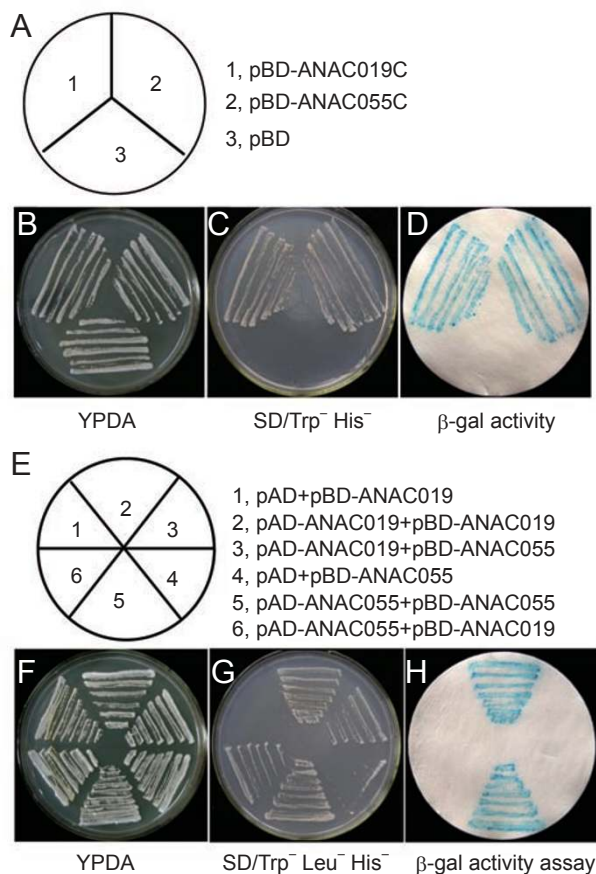 A
1
2
3
1, pBD-ANAC019C
2, pBD-ANAC055C
3, pBD
B
C
D
YPDA
SD/Trp⁻ His⁻
β-gal activity
E
1
2
3
4
5
6
1, pAD+pBD-ANAC019
2, pAD-ANAC019+pBD-ANAC019
3, pAD-ANAC019+pBD-ANAC055
4, pAD+pBD-ANAC055
5, pAD-ANAC055+pBD-ANAC055
6, pAD-ANAC055+pBD-ANAC019
F
G
H
YPDA
SD/Trp⁻ Leu⁻ His⁻
β-gal activity assay